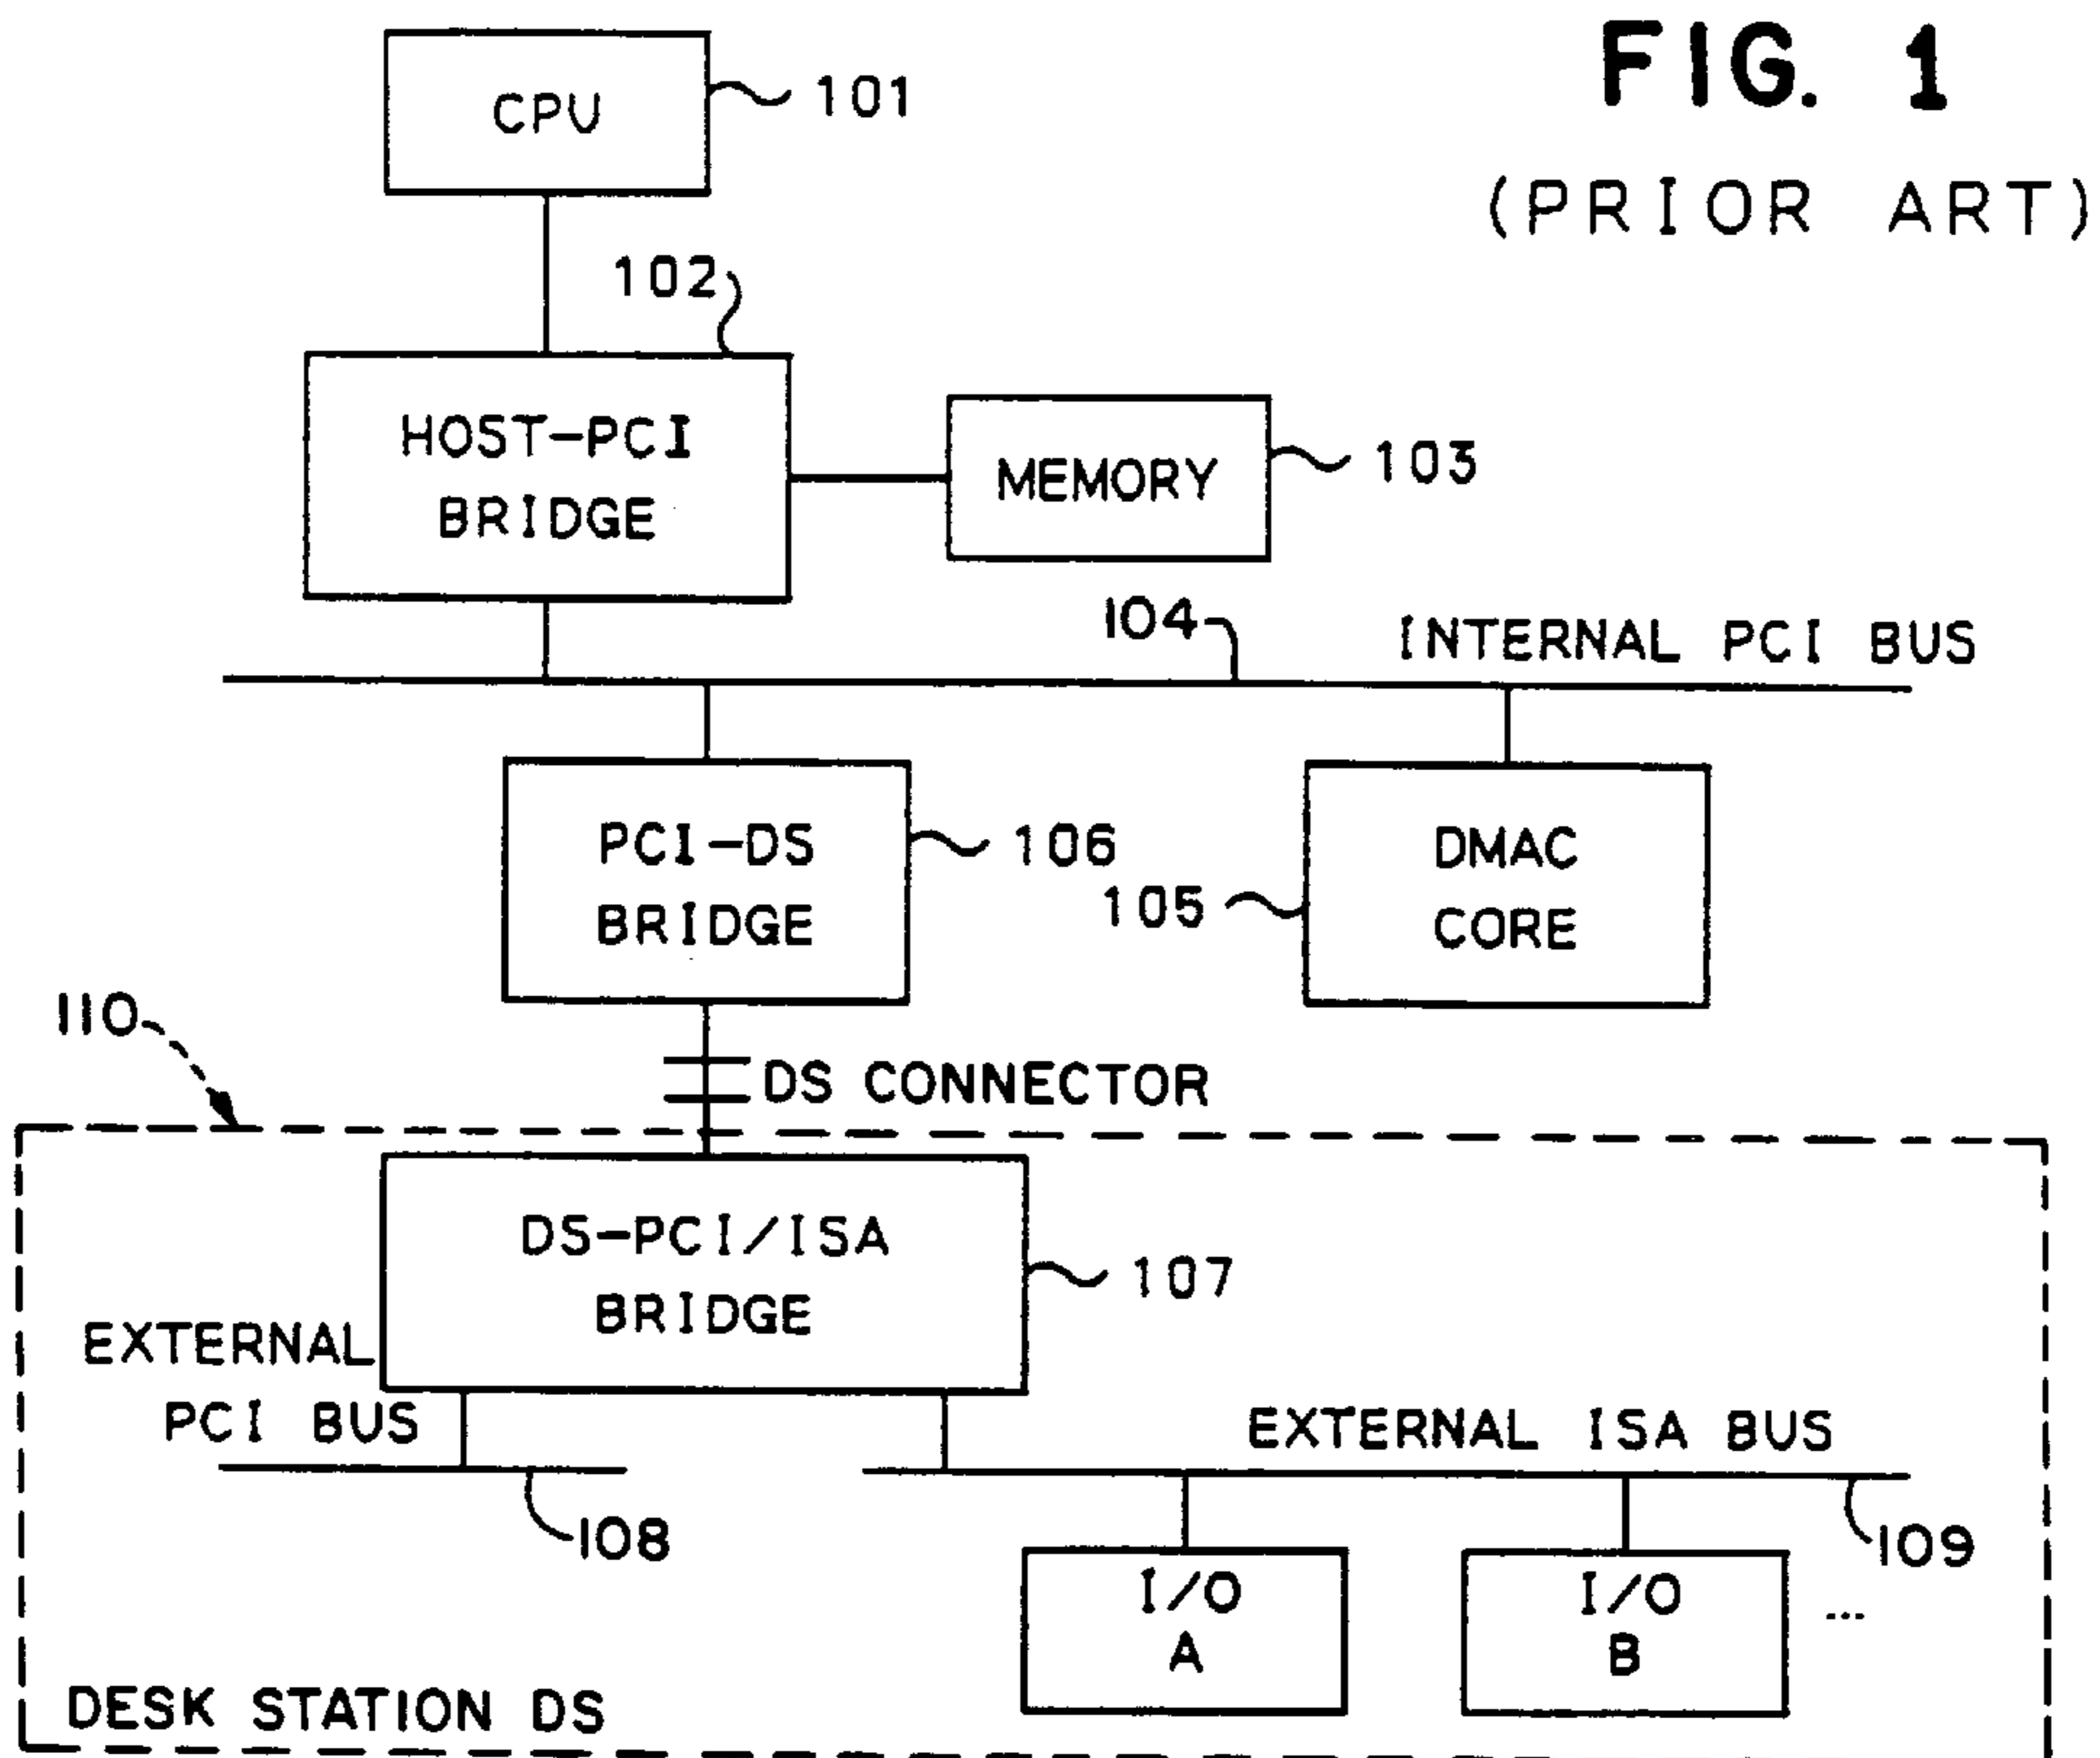 FIG. 1
(PRIOR ART)
CPU
101
102
HOST-PCI
BRIDGE
MEMORY
103
104
INTERNAL PCI BUS
PCI-DS
BRIDGE
106
105
DMAC
CORE
110
DS CONNECTOR
DS-PCI/ISA
BRIDGE
107
EXTERNAL
PCI BUS
108
EXTERNAL ISA BUS
109
I/O
A
I/O
B
...
DESK STATION DS